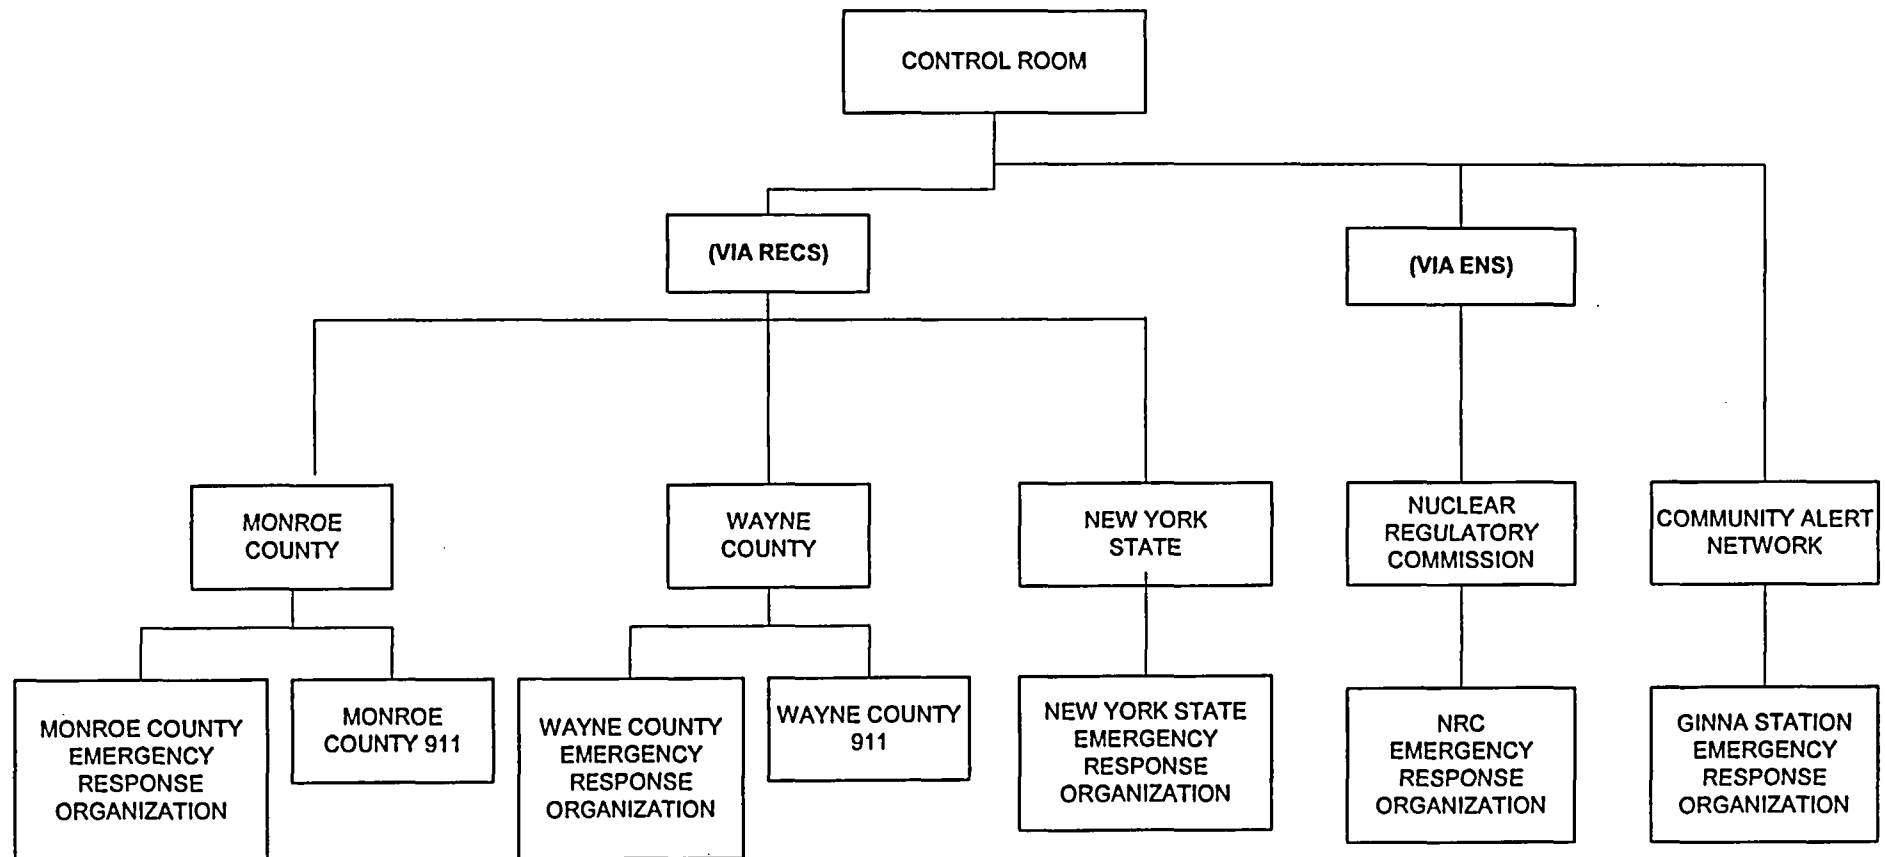 CONTROL ROOM
(VIA RECS)
(VIA ENS)
MONROE
COUNTY
WAYNE
COUNTY
NEW YORK
STATE
NUCLEAR
REGULATORY
COMMISSION
COMMUNITY ALERT
NETWORK
MONROE COUNTY
EMERGENCY
RESPONSE
ORGANIZATION
MONROE
COUNTY 911
WAYNE COUNTY
EMERGENCY
RESPONSE
ORGANIZATION
WAYNE COUNTY
911
NEW YORK STATE
EMERGENCY
RESPONSE
ORGANIZATION
NRC
EMERGENCY
RESPONSE
ORGANIZATION
GINNA STATION
EMERGENCY
RESPONSE
ORGANIZATION